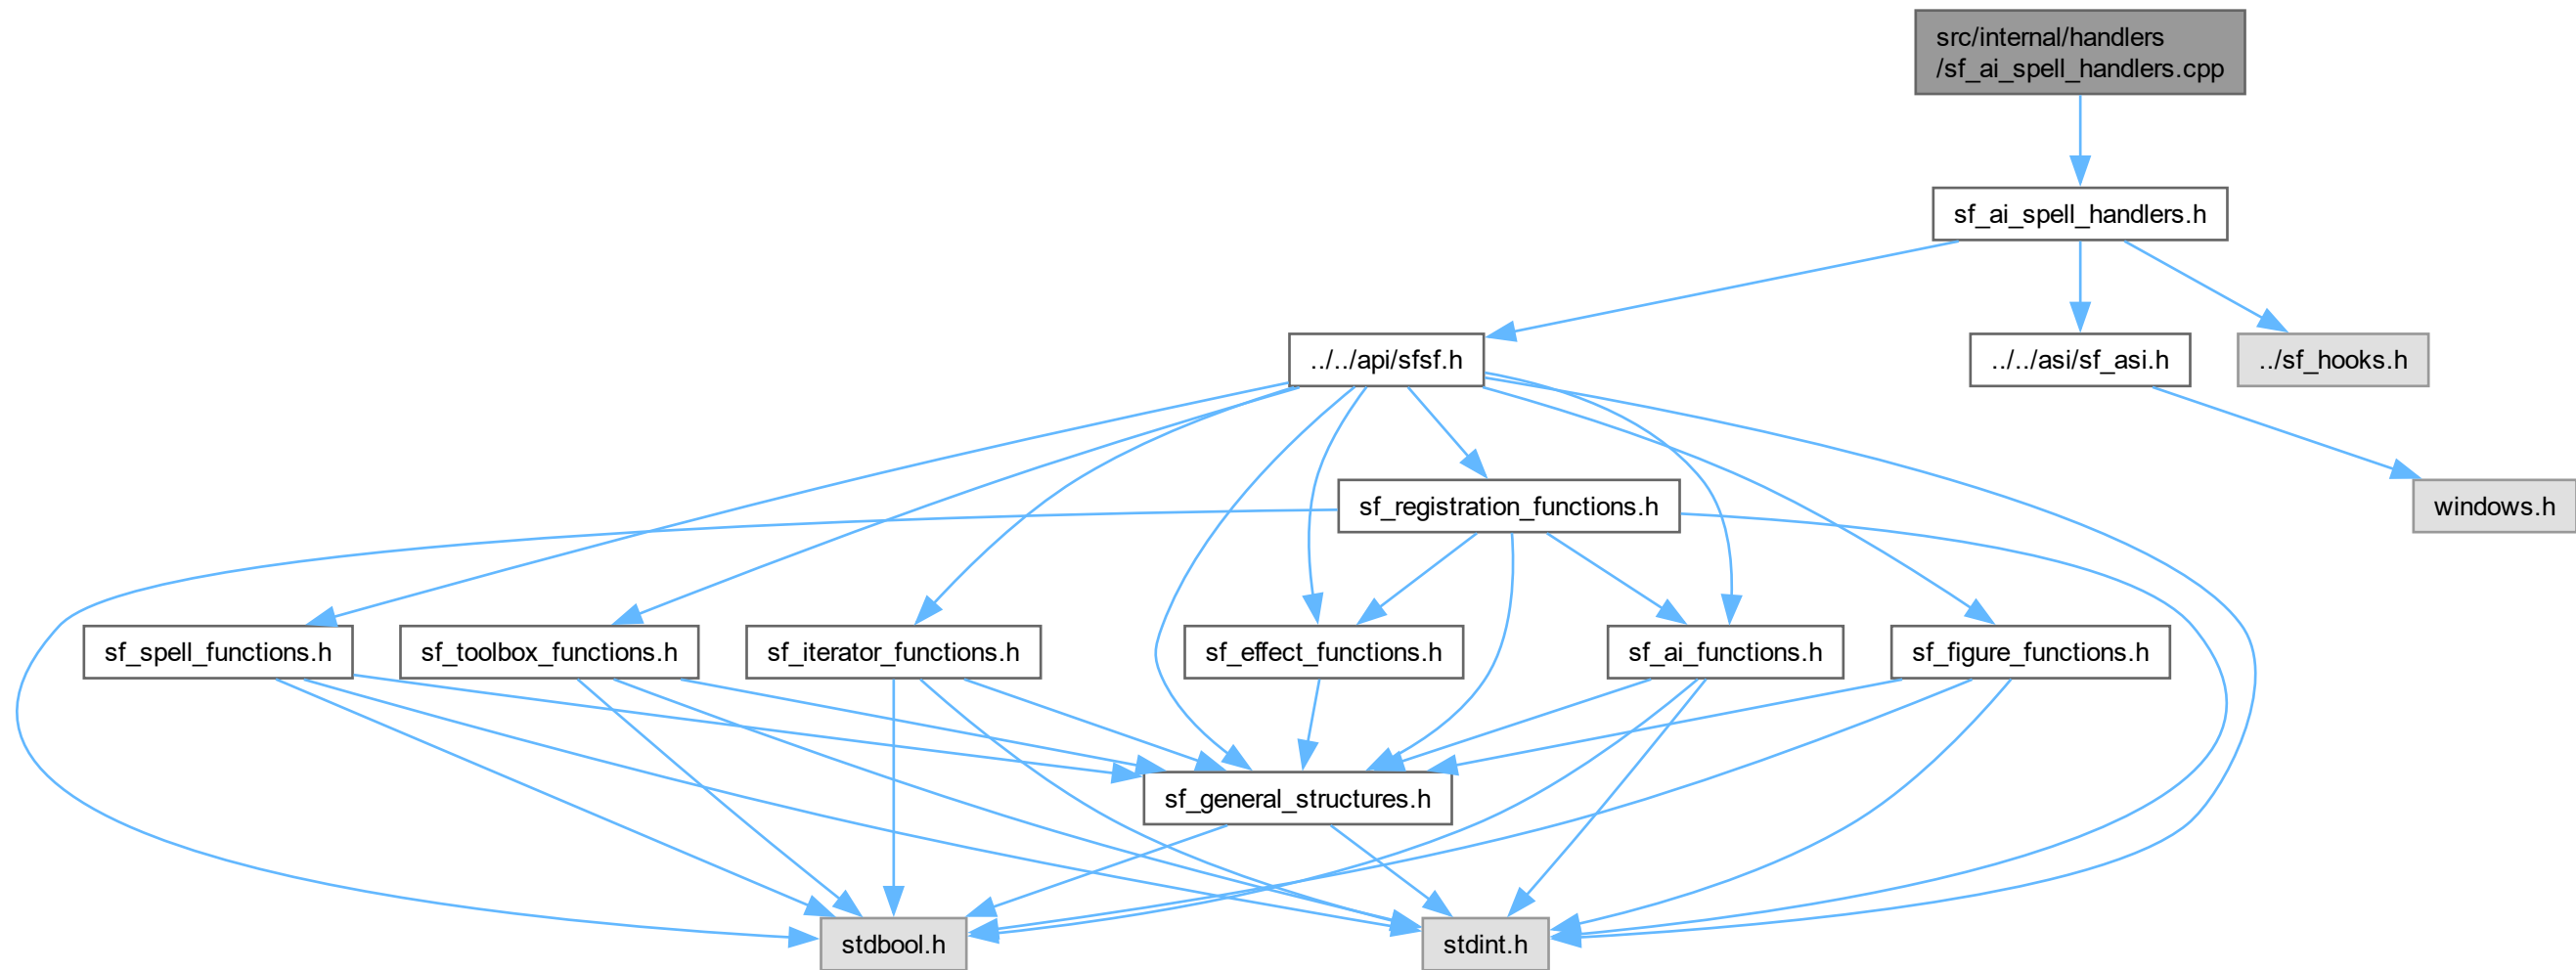 src/internal/handlers
/sf_ai_spell_handlers.cpp
sf_ai_spell_handlers.h
../../api/sfsf.h
../../asi/sf_asi.h
../sf_hooks.h
sf_registration_functions.h
windows.h
sf_spell_functions.h
sf_toolbox_functions.h
sf_iterator_functions.h
sf_effect_functions.h
sf_ai_functions.h
sf_figure_functions.h
sf_general_structures.h
stdbool.h
stdint.h